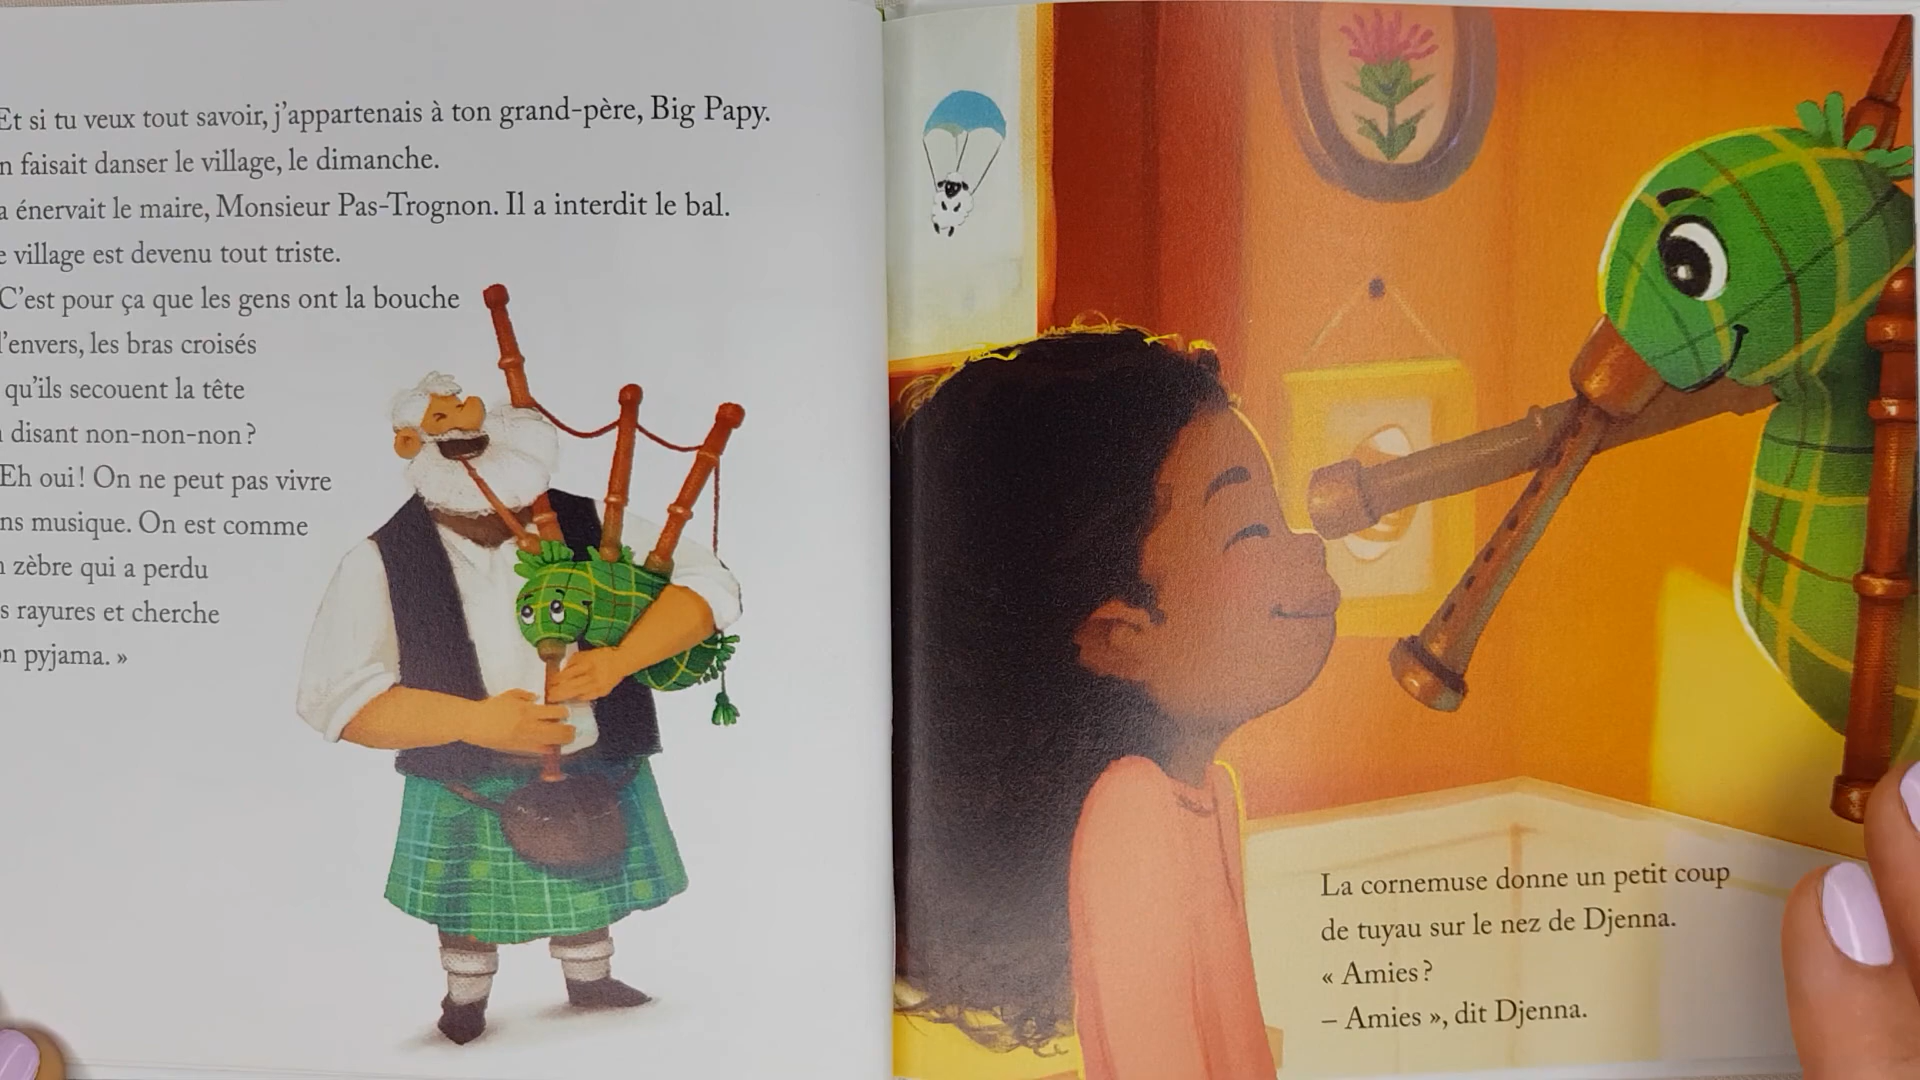 Et si tu veux tout savoir, j'appartenais à ton grand-père, Big Papy.
faisait danser le village, le dimanche.
énervait le maire, Monsieur Pas-Trognon. Il a interdit le bal.
village est devenu tout triste.
C'est pour ça que les gens ont la bouche
l'envers, les bras croisés
qu'ils secouent la tête
disant non-non-non ?
Eh oui ! On ne peut pas vivre
musique. On est comme
zèbre qui a perdu
rayures et cherche
pyjama. »
La cornemuse donne un petit coup
de tuyau sur le nez de Djenna.
« Amies ?
– Amies », dit Djenna.